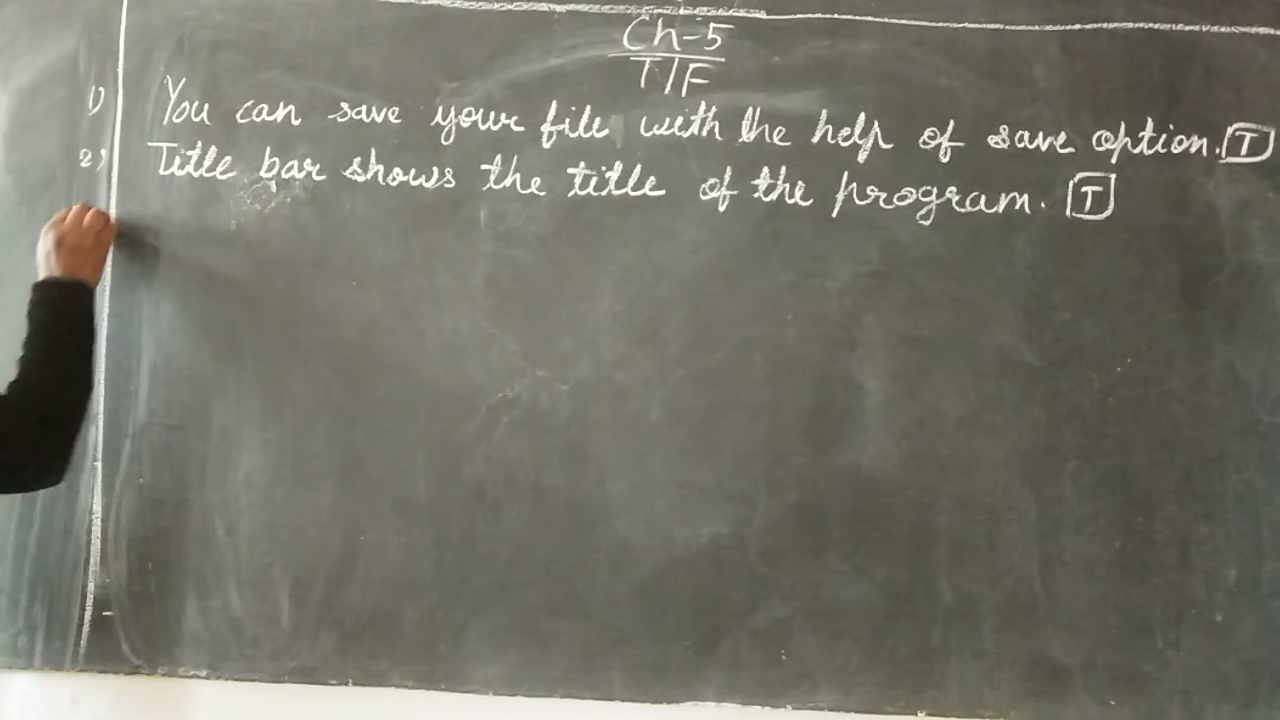 Ch-5
T/F
1) You can save your file with the help of save option. T
2) Title bar shows the title of the program. T